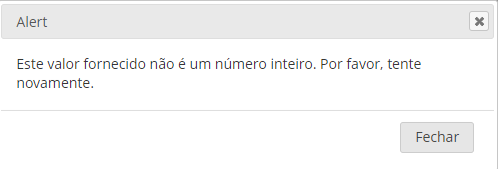 Alert
Este valor fornecido não é um número inteiro. Por favor, tente
novamente.
Fechar